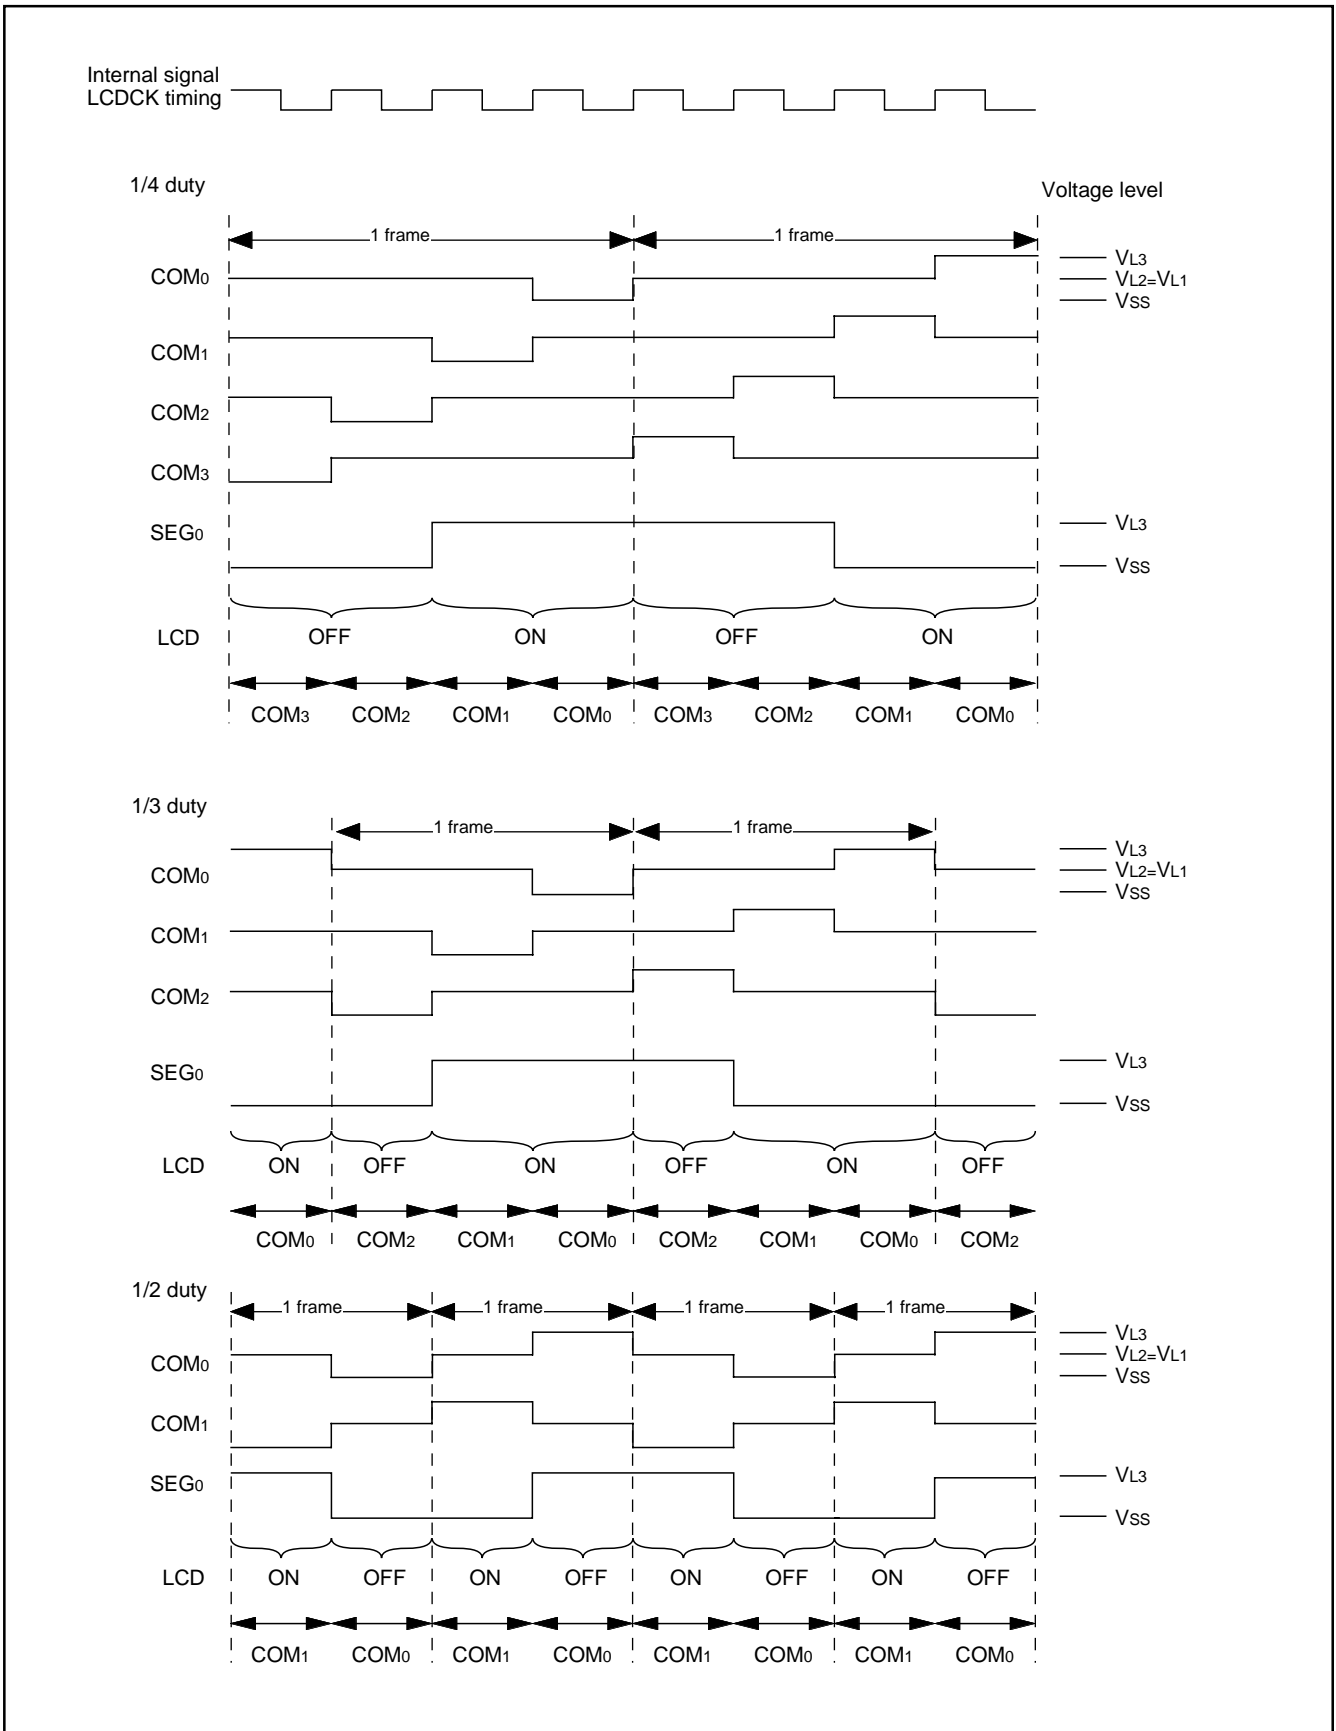 Internal signal
LCDCK timing
1/4 duty
Voltage level
1 frame 1 frame
COM0 VL3
VL2=VL1
VSS
COM1
COM2
COM3
SEG0 VL3
VSS
LCD OFF ON OFF ON
COM3 COM2 COM1 COM0 COM3 COM2 COM1 COM0
1/3 duty
1 frame 1 frame
COM0 VL3
VL2=VL1
VSS
COM1
COM2
SEG0 VL3
VSS
LCD ON OFF ON OFF ON OFF
COM0 COM2 COM1 COM0 COM2 COM1 COM0 COM2
1/2 duty
1 frame 1 frame 1 frame 1 frame
COM0 VL3
VL2=VL1
VSS
COM1
SEG0 VL3
VSS
LCD ON OFF ON OFF ON OFF ON OFF
COM1 COM0 COM1 COM0 COM1 COM0 COM1 COM0